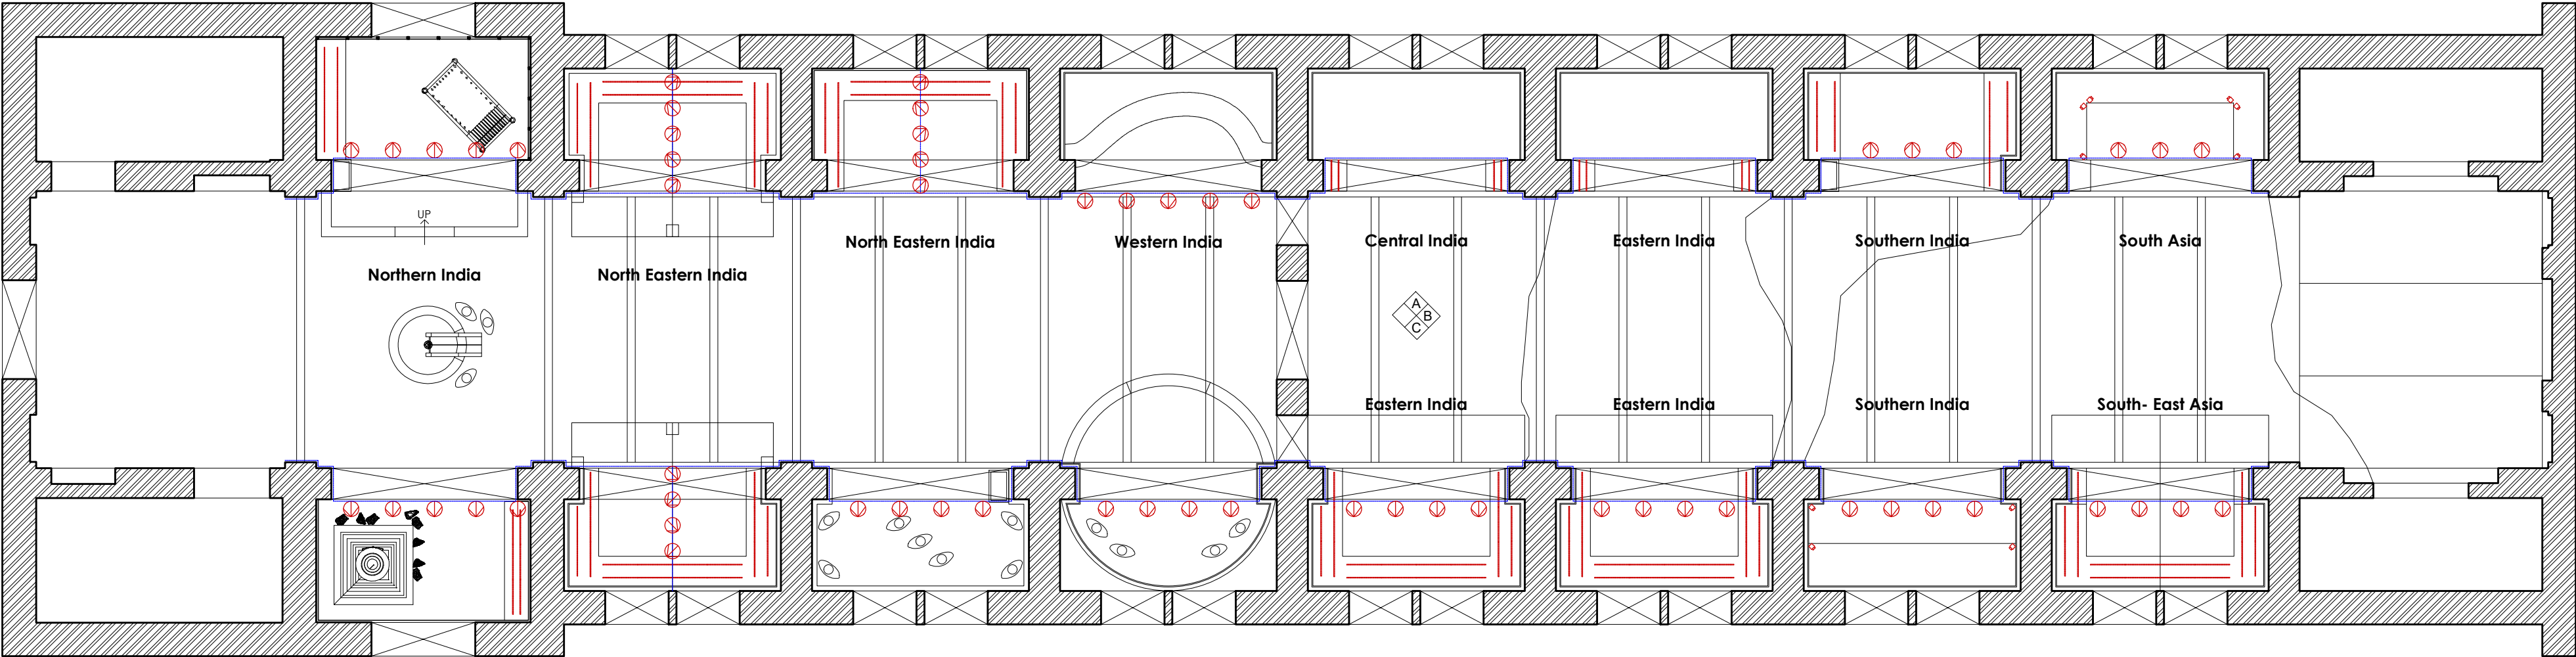 UP
Northern India
North Eastern India
North Eastern India
Western India
Central India
Eastern India
Southern India
South Asia
A
B
C
Eastern India
Eastern India
Southern India
South- East Asia